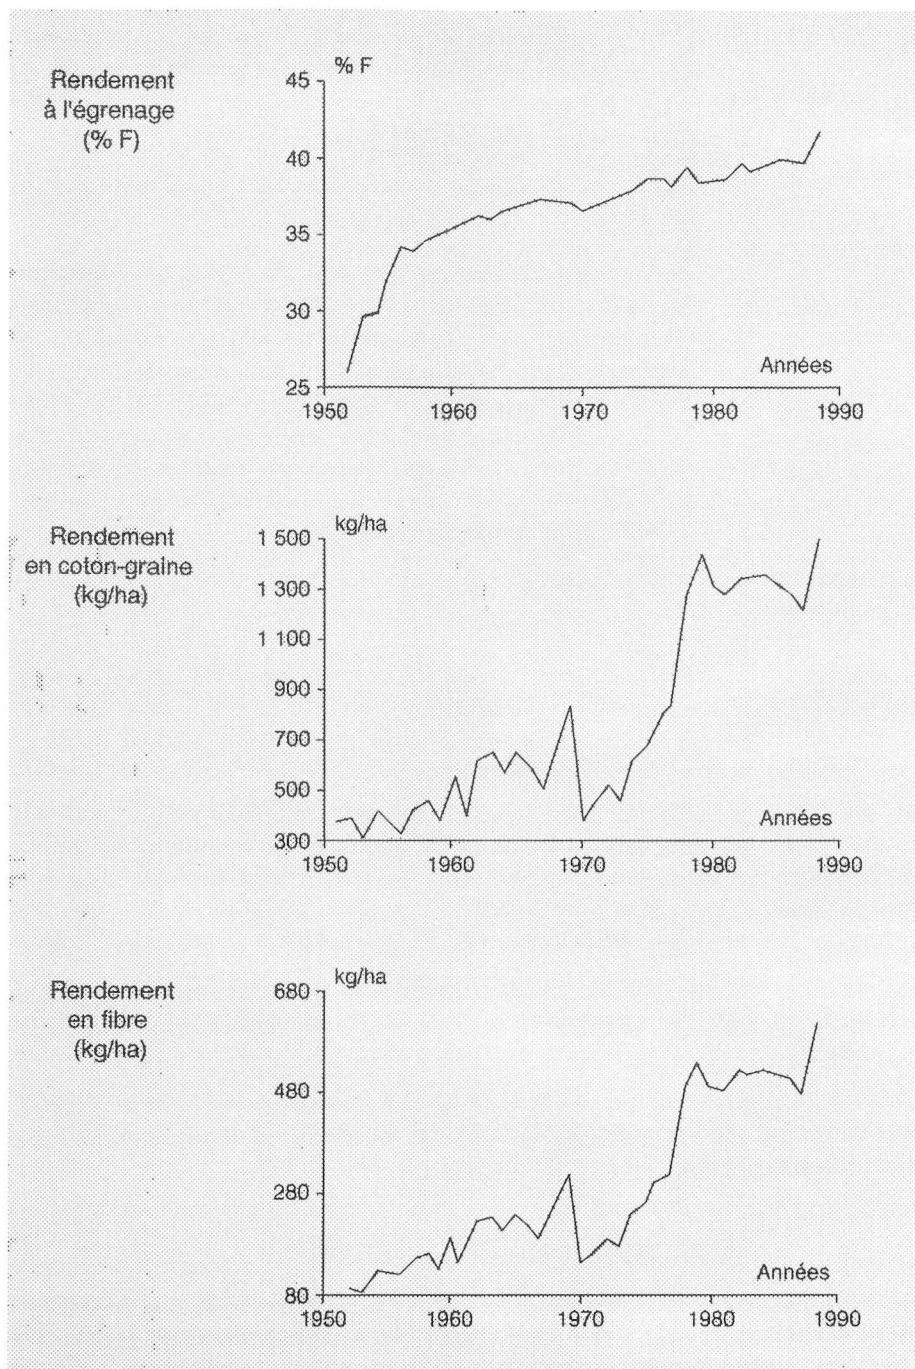 Rendement
à l'égrenage
(% F)
% F
45
40
35
30
25
Années
1950 1960 1970 1980 1990
Rendement
en coton-graine
(kg/ha)
kg/ha
1 500
1 300
1 100
900
700
500
300
Années
1950 1960 1970 1980 1990
Rendement
en fibre
(kg/ha)
kg/ha
680
480
280
80
Années
1950 1960 1970 1980 1990